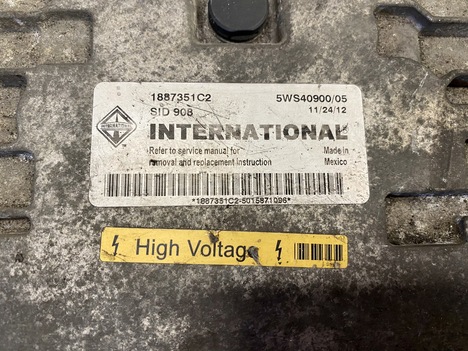 1887351C2 5WS40900/05
SID 908 11/24/12
INTERNATIONAL
INTERNATIONAL
Refer to service manual for Made in
removal and replacement instruction Mexico
*1887351C2-5015871096*
High Voltage